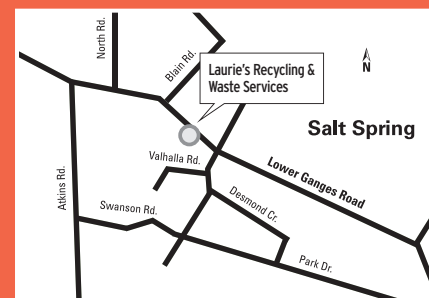 North Rd.
Blain Rd.
Laurie's Recycling &
Waste Services
N
Salt Spring
Valhalla Rd.
Lower Ganges Road
Atkins Rd.
Desmond Cr.
Swanson Rd.
Park Dr.